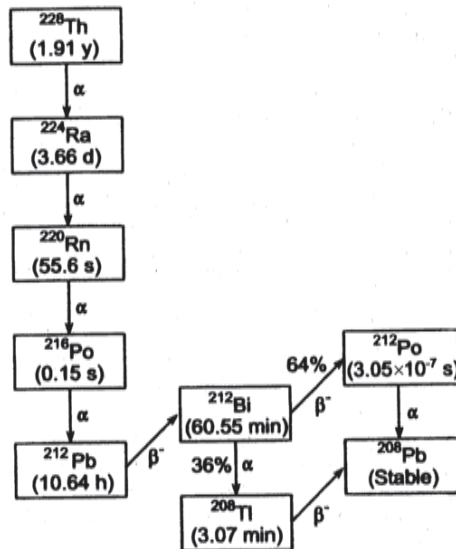 ²²⁸Th
(1.91 y)
α
²²⁴Ra
(3.66 d)
α
²²⁰Rn
(55.6 s)
α
²¹⁶Po
(0.15 s)
α
²¹²Pb
(10.64 h)
β⁻
²¹²Bi
(60.55 min)
64%
β⁻
²¹²Po
(3.05×10⁻⁷ s)
α
36%
α
²⁰⁸Tl
(3.07 min)
β⁻
²⁰⁸Pb
(Stable)